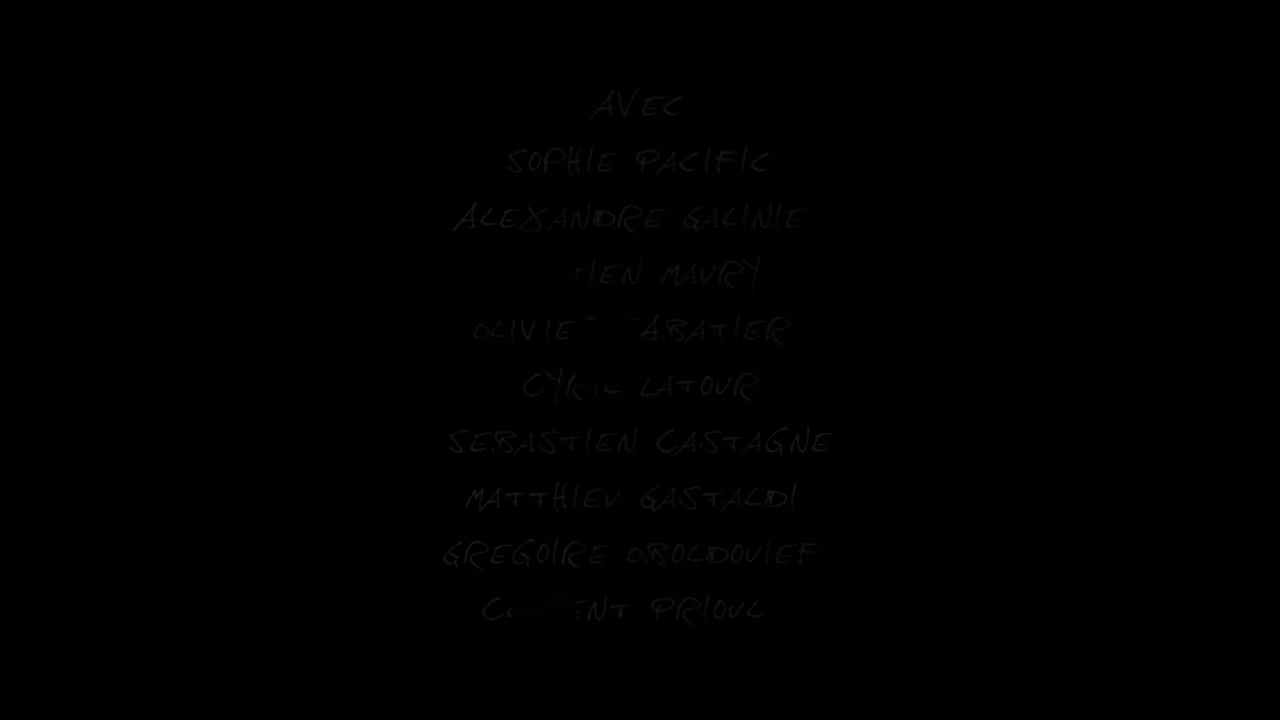 AVEC
SOPHIE PACIFIC
ALEXANDRE GALINIE
MAURY
CYRIL LATOUR
SEBASTIEN CASTAGNE
MATTHIEU GASTALDI
GREGOIRE OBOLDOUIEF
PRIOUL